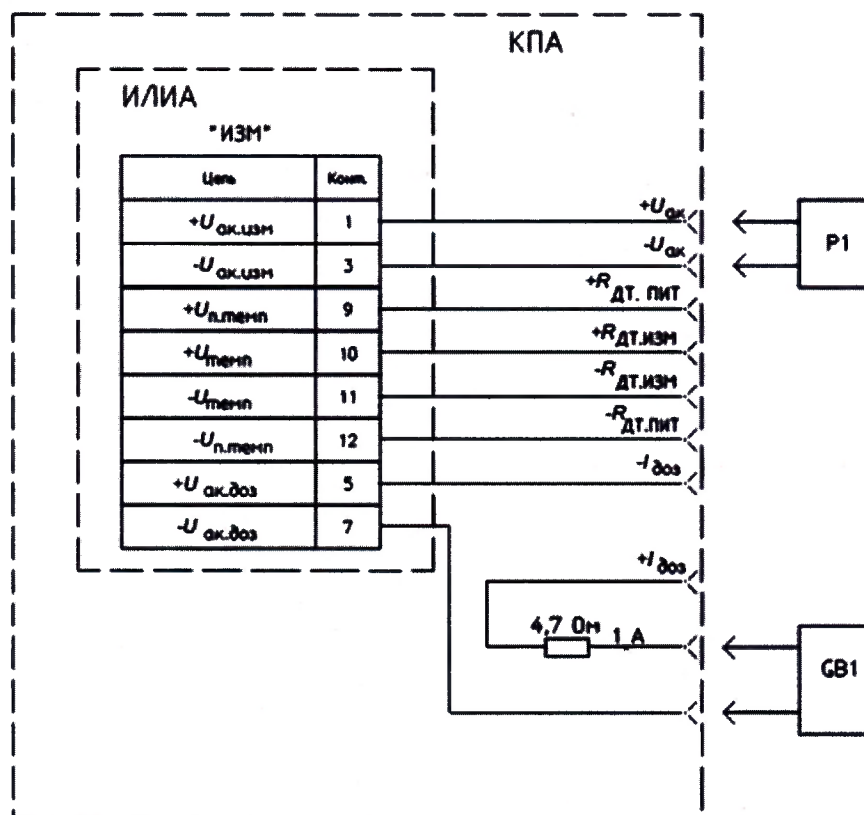 КПА
ИЛИА
"ИЗМ"
Цепь Конт.
+U ак.изм 1
-U ак.изм 3
+U п.темп 9
+U темп 10
-U темп 11
-U п.темп 12
+U ак.доз 5
-U ак.доз 7
+U ак
-U ак
+R ДТ. ПИТ
+R ДТ.ИЗМ
-R ДТ.ИЗМ
-R ДТ.ПИТ
-I доз
+I доз
4,7 Ом 1 А
P1
GB1